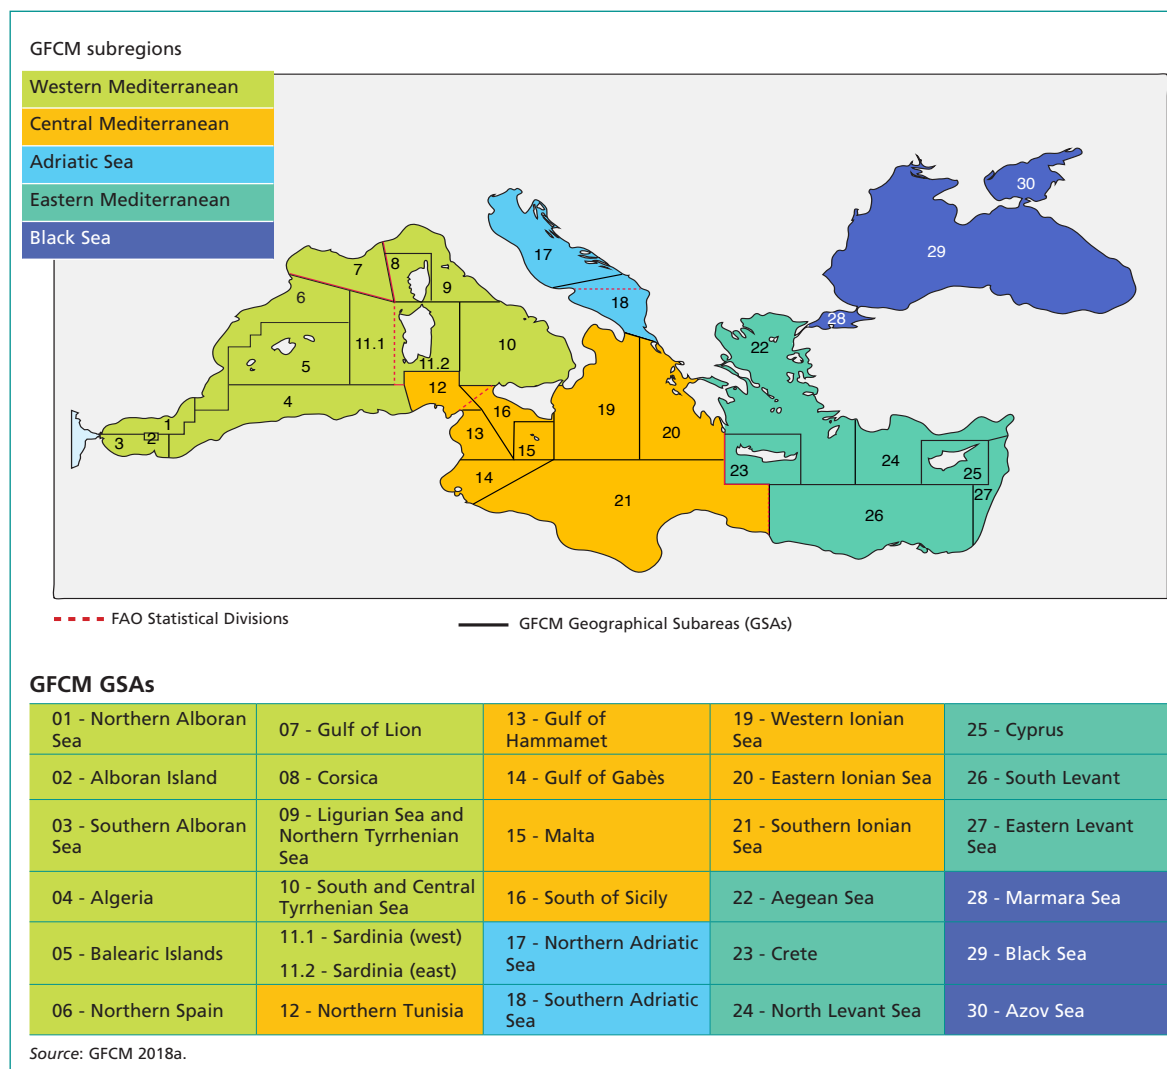 GFCM subregions
Western Mediterranean
Central Mediterranean
Adriatic Sea
Eastern Mediterranean
Black Sea
30
17
29
8
7
9
6
18
28
11.1
10
22
5
11.2
12
4
16
19
1
13
20
3
2
15
23
24
25
14
21
26
27
FAO Statistical Divisions
GFCM Geographical Subareas (GSAs)
GFCM GSAs
01 - Northern Alboran
Sea
07 - Gulf of Lion
13 - Gulf of
Hammamet
19 - Western Ionian
Sea
25 - Cyprus
02 - Alboran Island
08 - Corsica
14 - Gulf of Gabès
20 - Eastern Ionian Sea
26 - South Levant
03 - Southern Alboran
Sea
09 - Ligurian Sea and
Northern Tyrrhenian
Sea
15 - Malta
21 - Southern Ionian
Sea
27 - Eastern Levant
Sea
04 - Algeria
10 - South and Central
Tyrrhenian Sea
16 - South of Sicily
22 - Aegean Sea
28 - Marmara Sea
05 - Balearic Islands
11.1 - Sardinia (west)
11.2 - Sardinia (east)
17 - Northern Adriatic
Sea
23 - Crete
29 - Black Sea
06 - Northern Spain
12 - Northern Tunisia
18 - Southern Adriatic
Sea
24 - North Levant Sea
30 - Azov Sea
Source: GFCM 2018a.